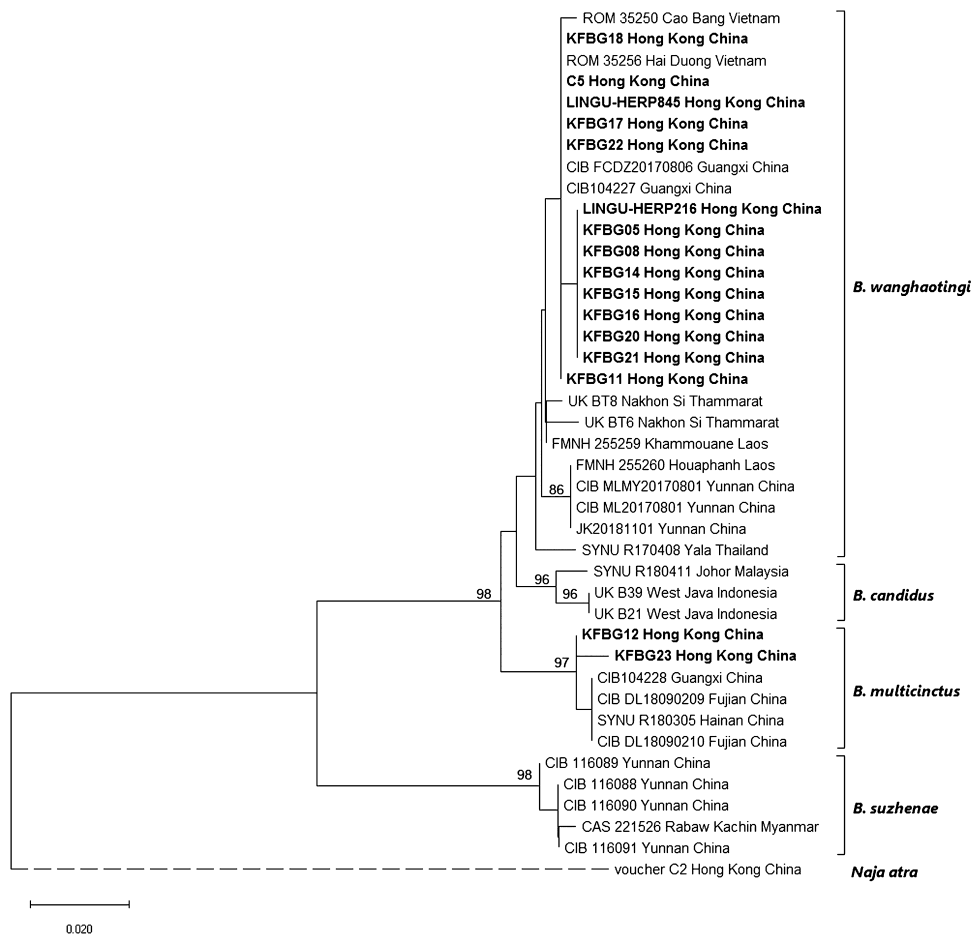 ROM 35250 Cao Bang Vietnam
KFBG18 Hong Kong China
ROM 35256 Hai Duong Vietnam
C5 Hong Kong China
LINGU-HERP845 Hong Kong China
KFBG17 Hong Kong China
KFBG22 Hong Kong China
CIB FCDZ20170806 Guangxi China
CIB104227 Guangxi China
LINGU-HERP216 Hong Kong China
KFBG05 Hong Kong China
KFBG08 Hong Kong China
KFBG14 Hong Kong China
B. wanghaotingi
KFBG15 Hong Kong China
KFBG16 Hong Kong China
KFBG20 Hong Kong China
KFBG21 Hong Kong China
KFBG11 Hong Kong China
UK BT8 Nakhon Si Thammarat
UK BT6 Nakhon Si Thammarat
FMNH 255259 Khammouane Laos
FMNH 255260 Houaphanh Laos
86
CIB MLMY20170801 Yunnan China
CIB ML20170801 Yunnan China
JK20181101 Yunnan China
SYNU R170408 Yala Thailand
SYNU R180411 Johor Malaysia
96
98
96
UK B39 West Java Indonesia
B. candidus
UK B21 West Java Indonesia
KFBG12 Hong Kong China
KFBG23 Hong Kong China
97
CIB104228 Guangxi China
B. multicinctus
CIB DL18090209 Fujian China
SYNU R180305 Hainan China
CIB DL18090210 Fujian China
CIB 116089 Yunnan China
98
CIB 116088 Yunnan China
CIB 116090 Yunnan China
B. suzhenae
CAS 221526 Rabaw Kachin Myanmar
CIB 116091 Yunnan China
voucher C2 Hong Kong China
Naja atra
0.020